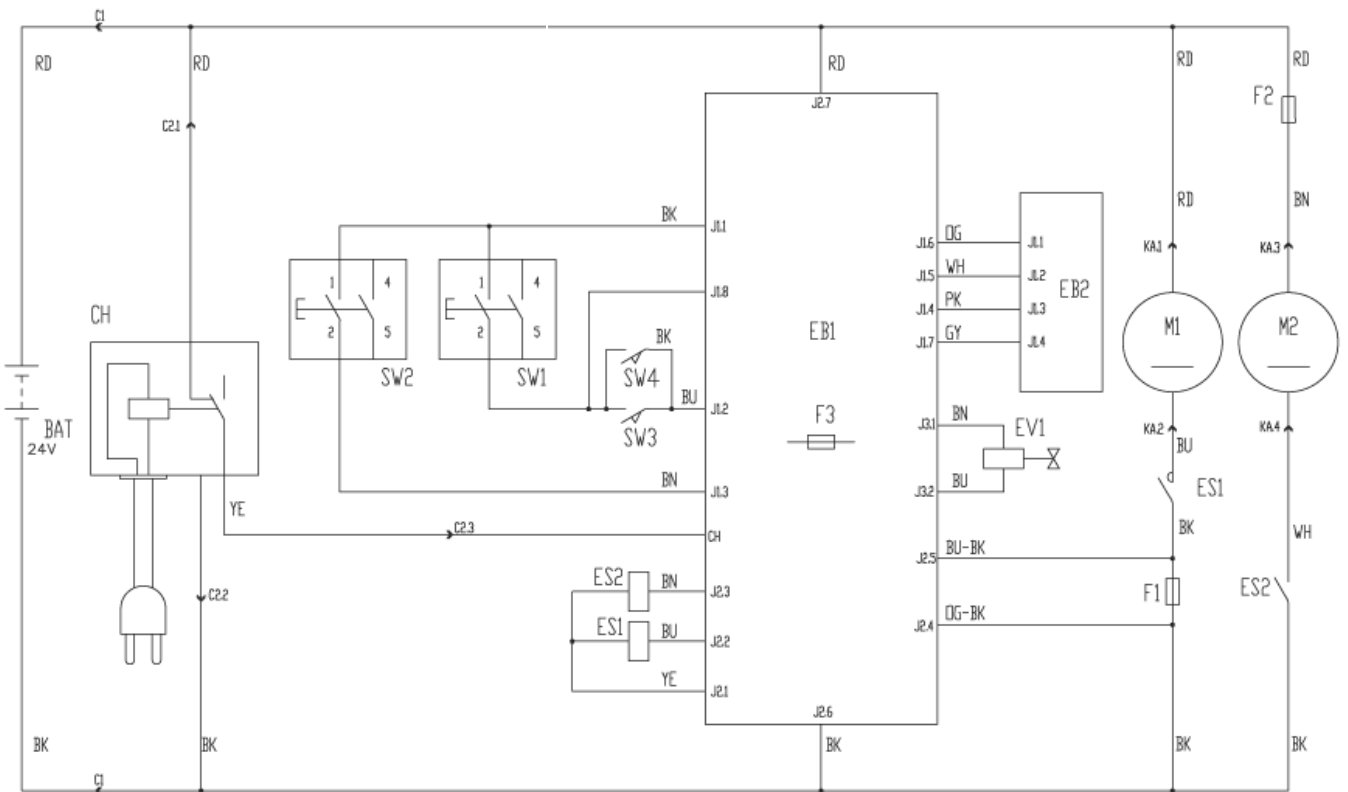 C1
RD
RD
RD
RD
RD
C2.1
J2.7
F2
CH
BK
J1.1
J1.8
1
4
2
5
SW2
1
4
2
5
SW1
BK
SW4
BU
J1.2
SW3
EB1
F3
J1.6
OG
J1.1
J1.5
WH
J1.2
J1.4
PK
J1.3
J1.7
GY
J1.4
EB2
RD
BN
KA.1
KA.3
M1
M2
BAT
24V
J3.1
BN
EV1
J3.2
BU
KA.2
BU
KA.4
ES1
BK
WH
BN
J1.3
YE
C2.3
CH
J2.5
BU-BK
ES2
BN
J2.3
F1
ES2
C2.2
ES1
BU
J2.2
J2.4
OG-BK
YE
J2.1
J2.6
BK
BK
BK
BK
BK
C1